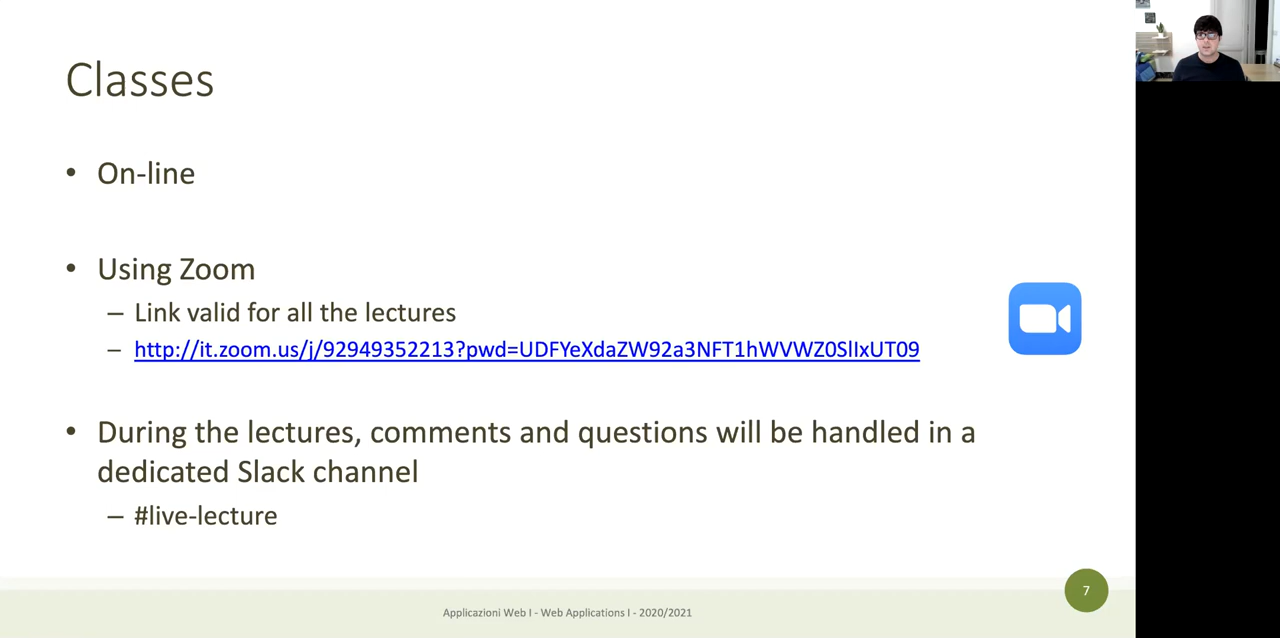 Classes
• On-line
• Using Zoom
– Link valid for all the lectures
– http://it.zoom.us/j/92949352213?pwd=UDFYeXdaZW92a3NFT1hWVWZ0SlIxUT09
• During the lectures, comments and questions will be handled in a
dedicated Slack channel
– #live-lecture
Applicazioni Web I - Web Applications I - 2020/2021
7